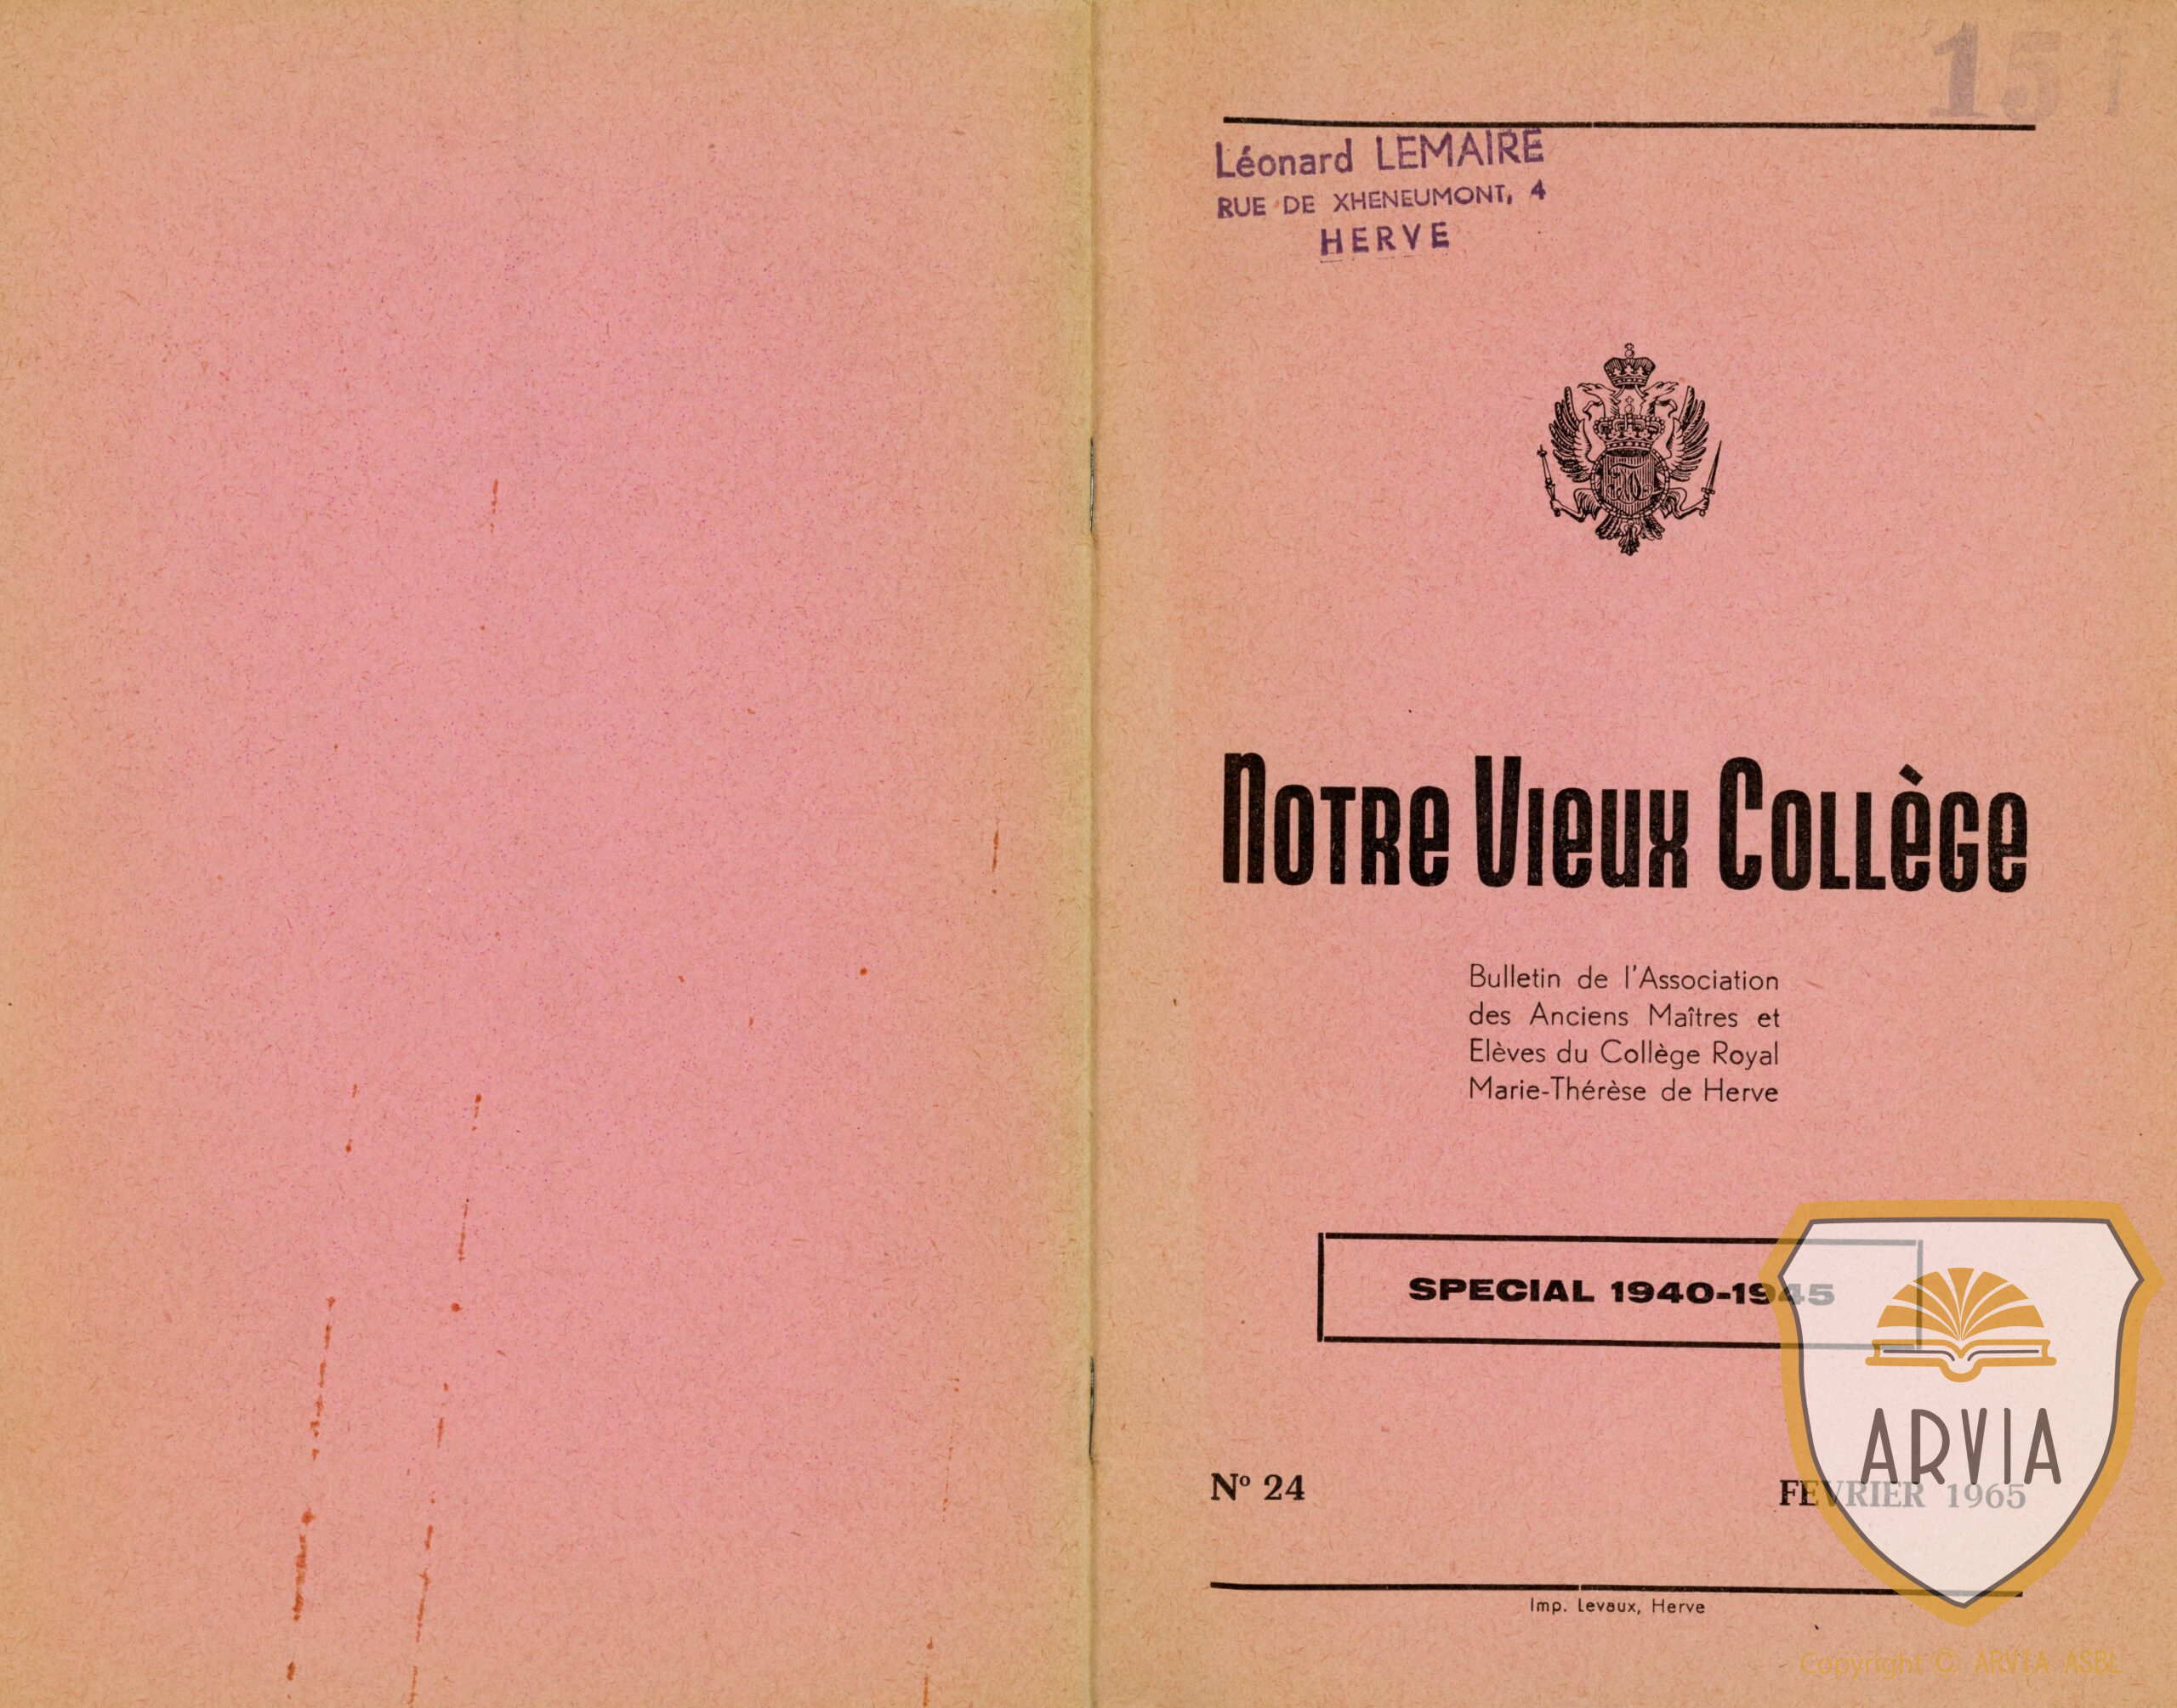 15
Léonard LEMAIRE
RUE DE XHENEUMONT, 4
HERVE
NOTRE VIEUX COLLÈGE
Bulletin de l'Association
des Anciens Maîtres et
Elèves du Collège Royal
Marie-Thérèse de Herve
SPECIAL 1940-1945
N° 24
FEVRIER 1965
ARVIA
Imp. Levaux, Herve
Copyright © ARVIA ASBL